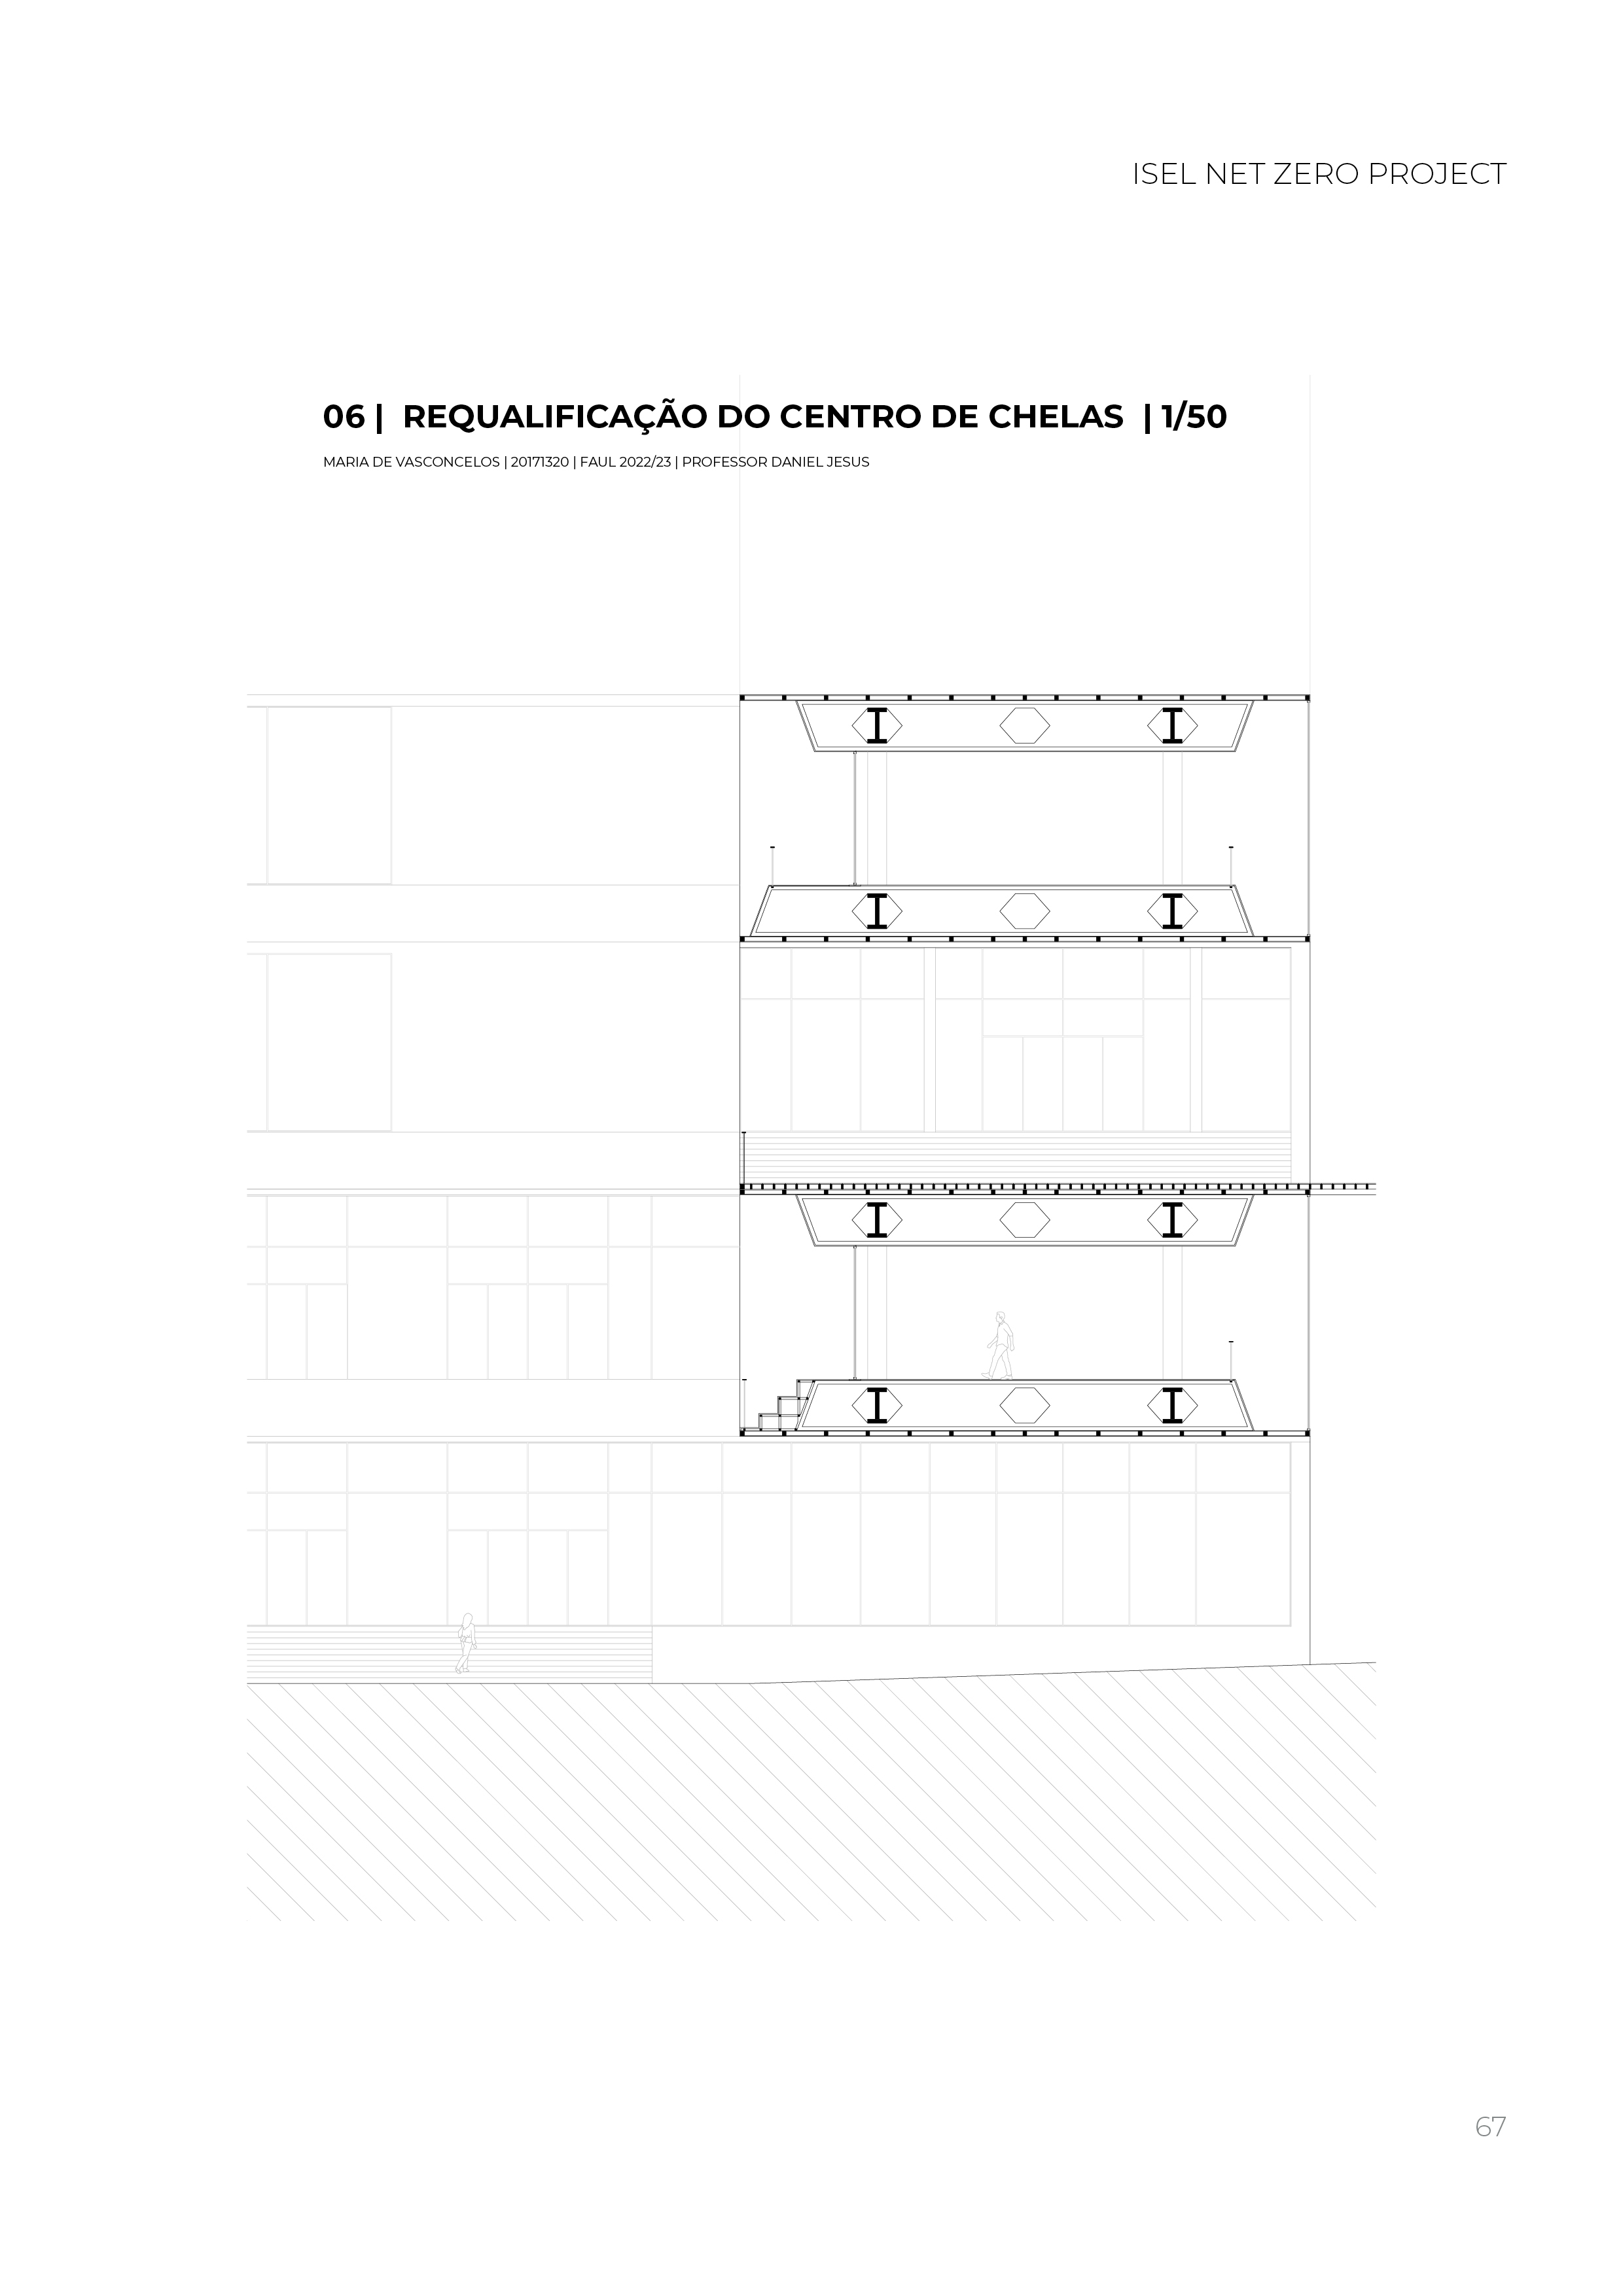 ISEL NET ZERO PROJECT
06 | REQUALIFICAÇÃO DO CENTRO DE CHELAS | 1/50
MARIA DE VASCONCELOS | 20171320 | FAUL 2022/23 | PROFESSOR DANIEL JESUS
67